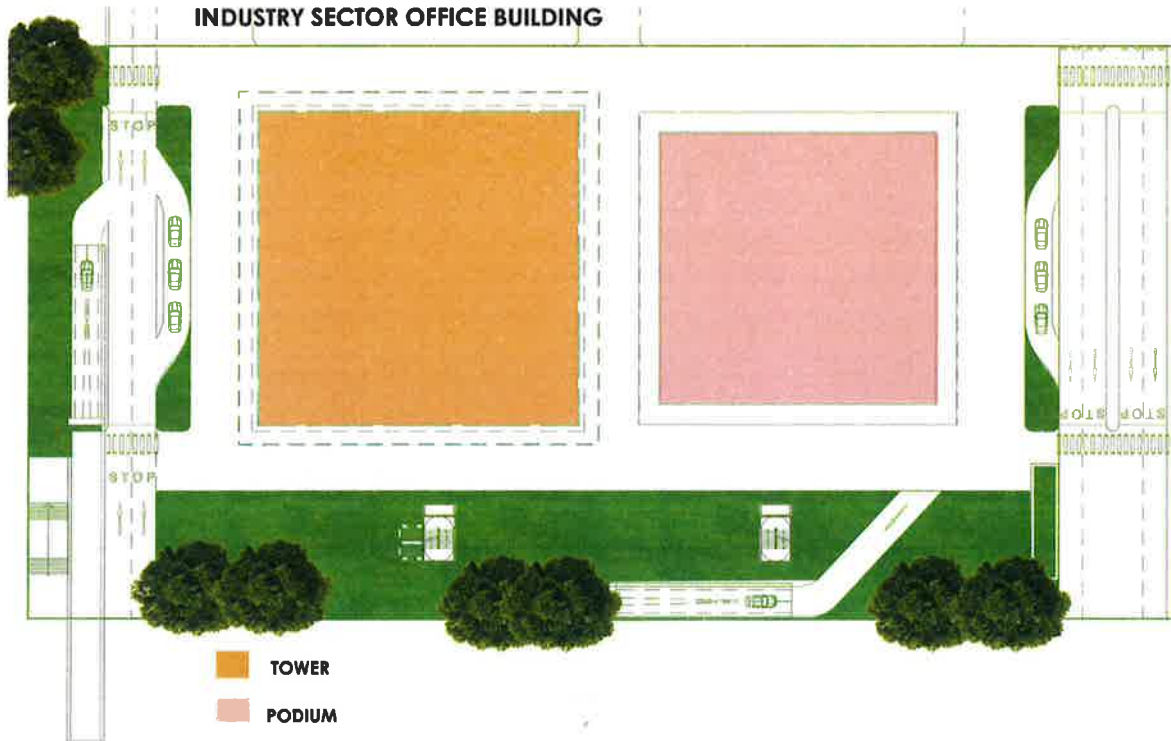 INDUSTRY SECTOR OFFICE BUILDING
STOP
STOP STOP
STOP
TOWER
PODIUM